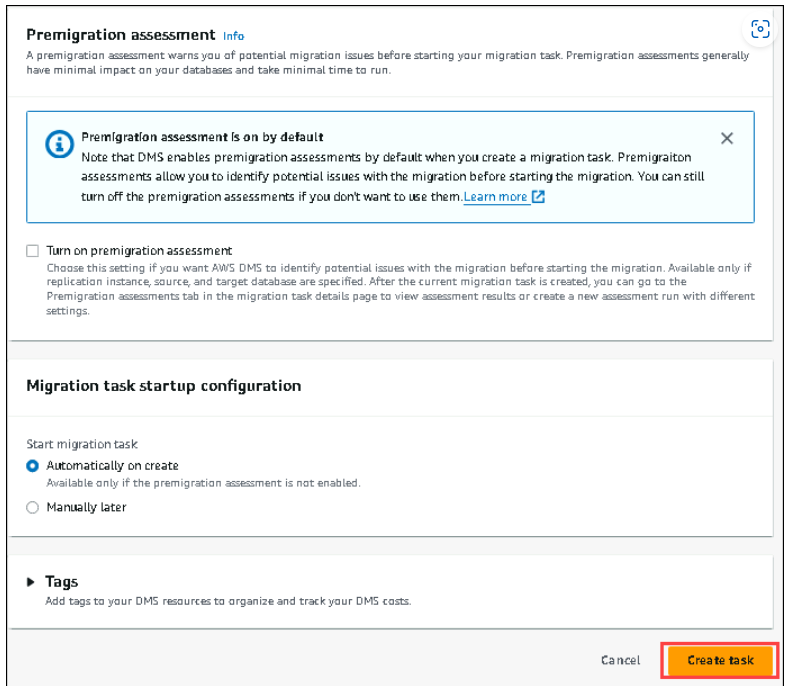 Premigration assessment Info
A premigration assessment warns you of potential migration issues before starting your migration task. Premigration assessments generally
have minimal impact on your databases and take minimal time to run.
Premigration assessment is on by default
Note that DMS enables premigration assessments by default when you create a migration task. Premigraiton
assessments allow you to identify potential issues with the migration before starting the migration. You can still
turn off the premigration assessments if you don't want to use them. Learn more
Turn on premigration assessment
Choose this setting if you want AWS DMS to identify potential issues with the migration before starting the migration. Available only if
replication instance, source, and target database are specified. After the current migration task is created, you can go to the
Premigration assessments tab in the migration task details page to view assessment results or create a new assessment run with different
settings.
Migration task startup configuration
Start migration task
Automatically on create
Available only if the premigration assessment is not enabled.
Manually later
Tags
Add tags to your DMS resources to organize and track your DMS costs.
Cancel Create task